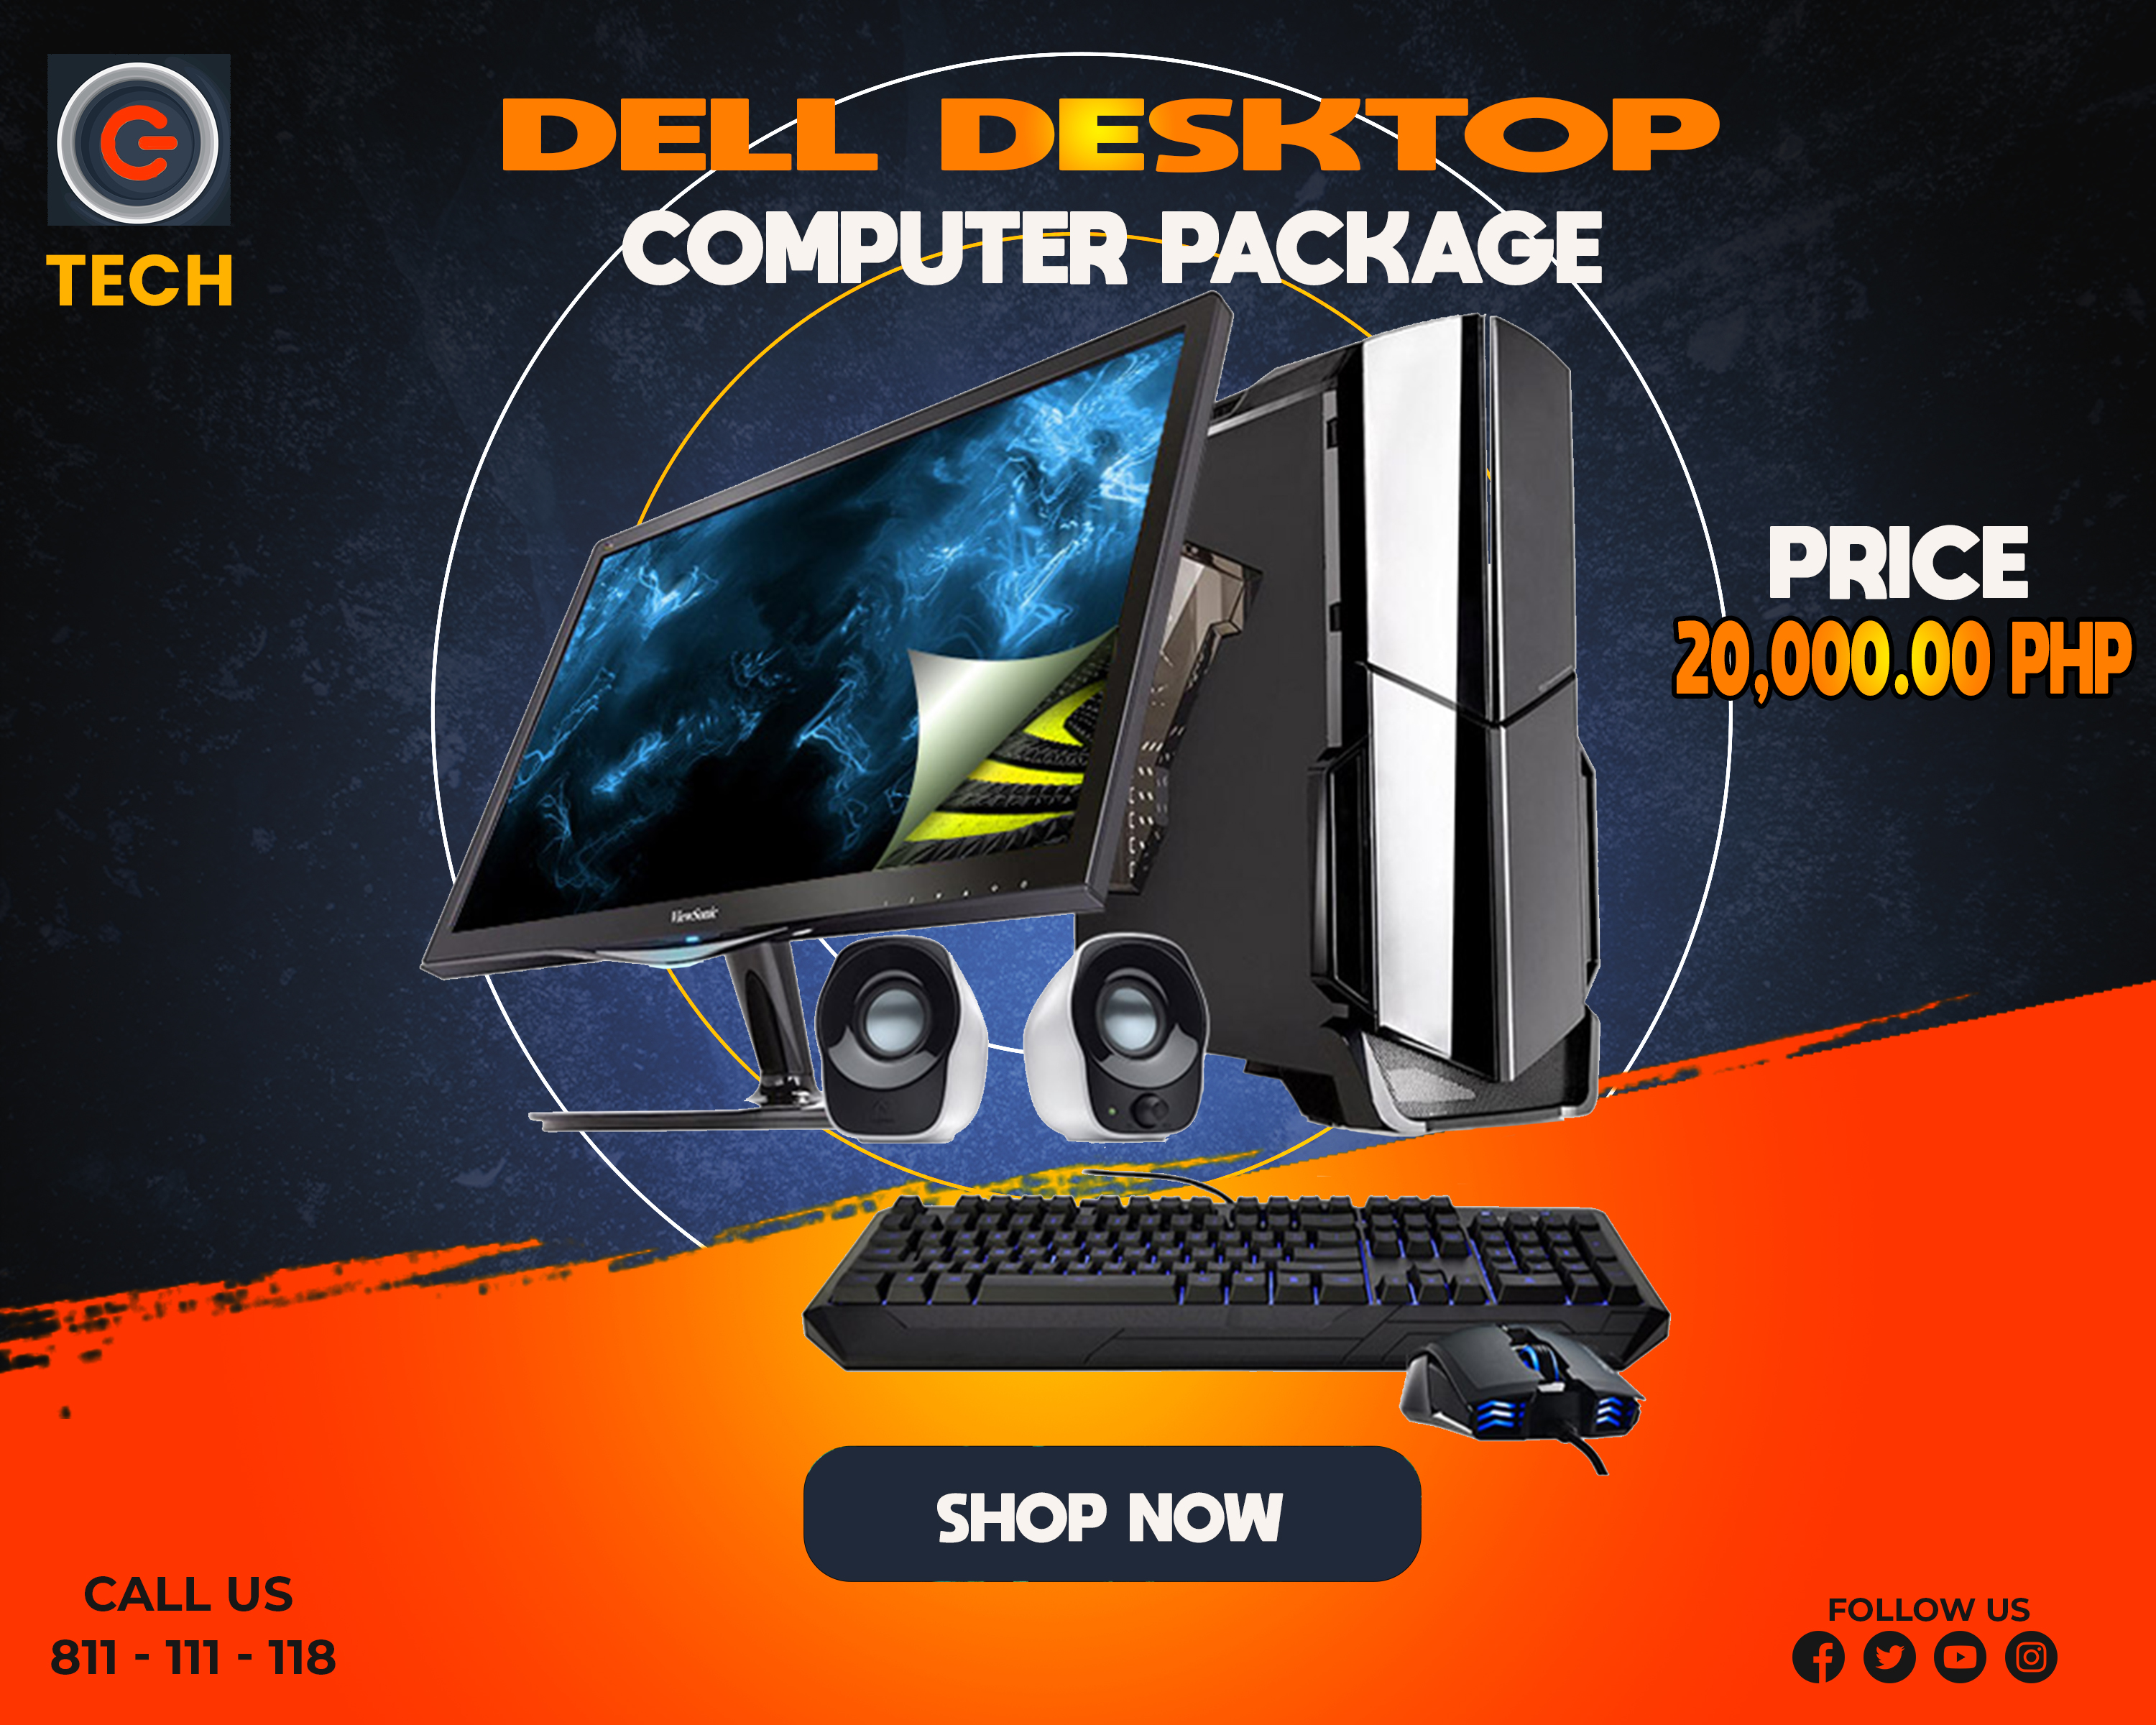 TECH
DELL DESKTOP
COMPUTER PACKAGE
PRICE
20,000.00 PHP
ViewSonic
SHOP NOW
CALL US
811 - 111 - 118
FOLLOW US